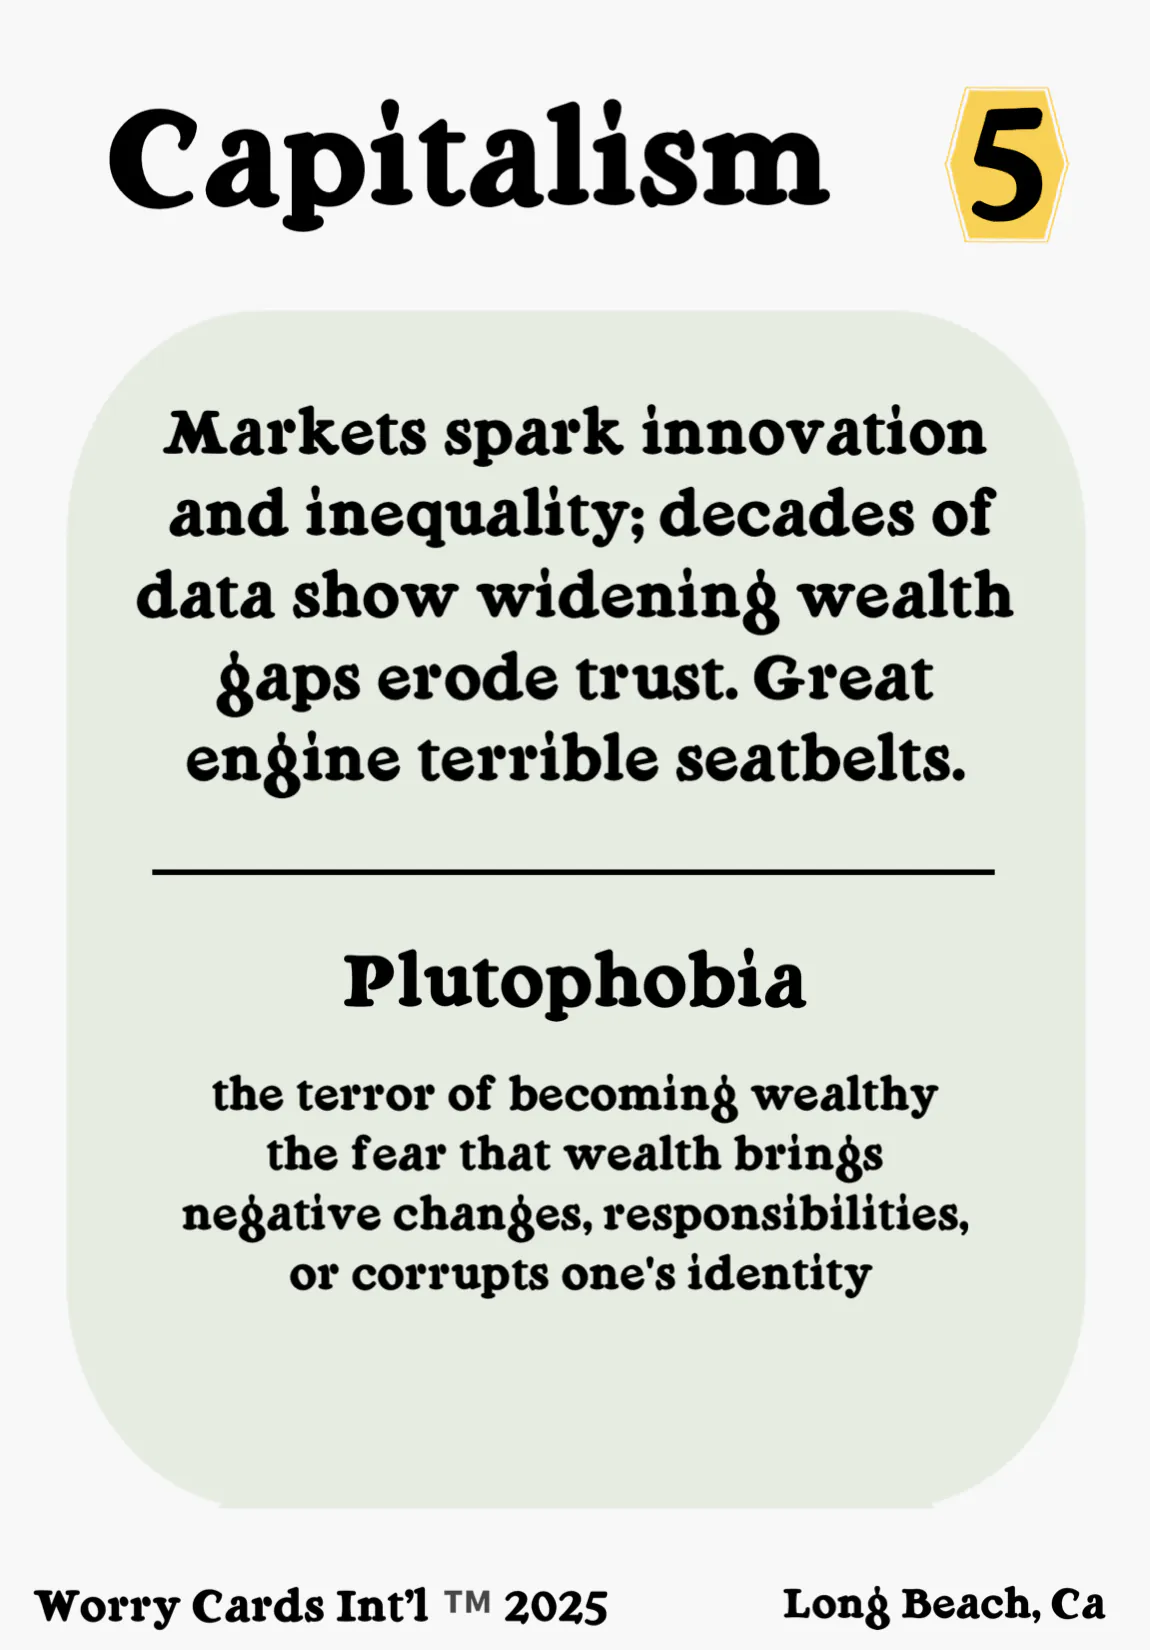 Capitalism 5
Markets spark innovation
and inequality; decades of
data show widening wealth
gaps erode trust. Great
engine terrible seatbelts.
Plutophobia
the terror of becoming wealthy
the fear that wealth brings
negative changes, responsibilities,
or corrupts one's identity
Worry Cards Int’l ™ 2025 Long Beach, Ca